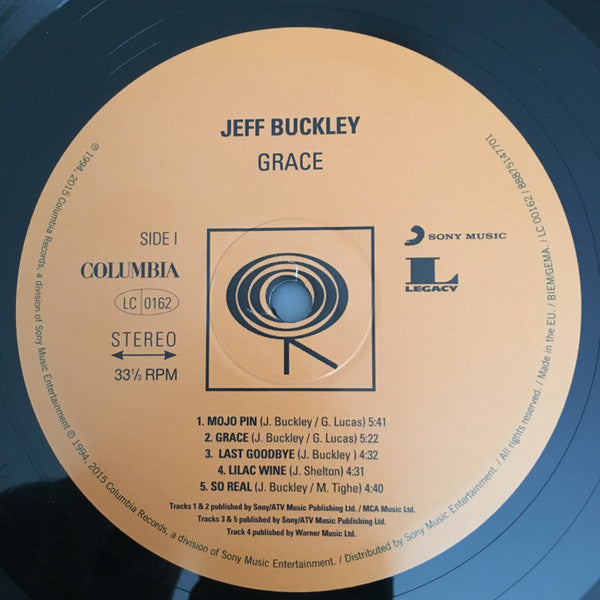 JEFF BUCKLEY
GRACE
SIDE I
COLUMBIA
LC 0162
STEREO
33⅓ RPM
SONY MUSIC
L
LEGACY
1. MOJO PIN (J. Buckley / G. Lucas) 5:41
2. GRACE (J. Buckley / G. Lucas) 5:22
3. LAST GOODBYE (J. Buckley ) 4:32
4. LILAC WINE (J. Shelton) 4:31
5. SO REAL (J. Buckley / M. Tighe) 4:40
Tracks 1 & 2 published by Sony/ATV Music Publishing Ltd. / MCA Music Ltd.
Tracks 3 & 5 published by Sony/ATV Music Publishing Ltd.
Track 4 published by Warner Music Ltd.
℗ 1994, 2015 Columbia Records, a division of Sony Music Entertainment ℗ 1994, 2015 Columbia Records, a division of Sony Music Entertainment. / Distributed by Sony Music Entertainment. / All rights reserved. / Made in the EU. / BIEM/GEMA. / LC 00162 / 88875147701